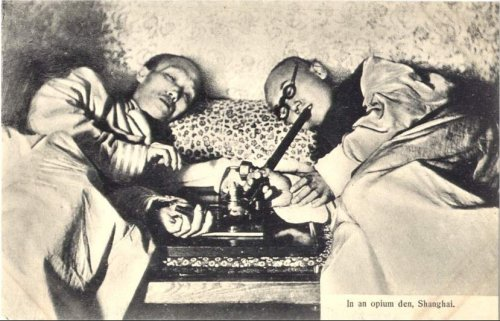 In an opium den, Shanghai.